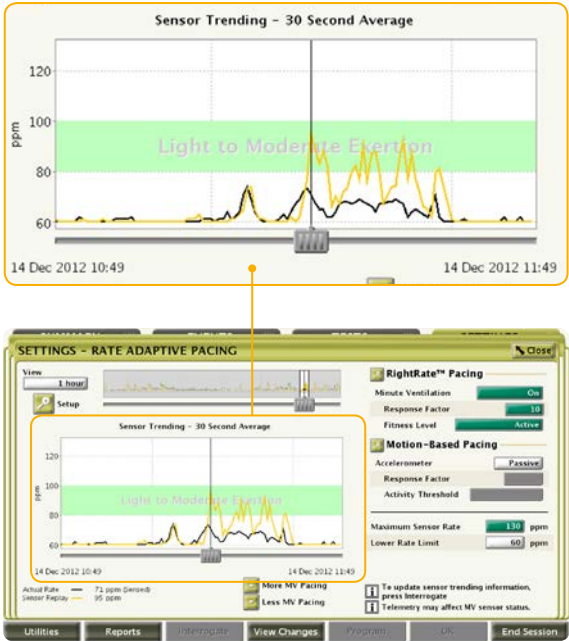 Sensor Trending - 30 Second Average
120
100
80
60
ppm
Light to Moderate Exertion
14 Dec 2012 10:49 14 Dec 2012 11:49
SETTINGS - RATE ADAPTIVE PACING
Close
View
1 hour
Setup
Sensor Trending - 30 Second Average
120
100
80
60
ppm
Light to Moderate Exertion
14 Dec 2012 10:49 14 Dec 2012 11:49
Actual Rate — 71 ppm (Sensed)
Sensor Replay — 95 ppm
More MV Pacing
Less MV Pacing
RightRate™ Pacing
Minute Ventilation On
Response Factor 10
Fitness Level Active
Motion-Based Pacing
Accelerometer Passive
Response Factor
Activity Threshold
Maximum Sensor Rate 130 ppm
Lower Rate Limit 60 ppm
i To update sensor trending information,
press Interrogate
i Telemetry may affect MV sensor status.
Utilities Reports Interrogate View Changes Program OK End Session